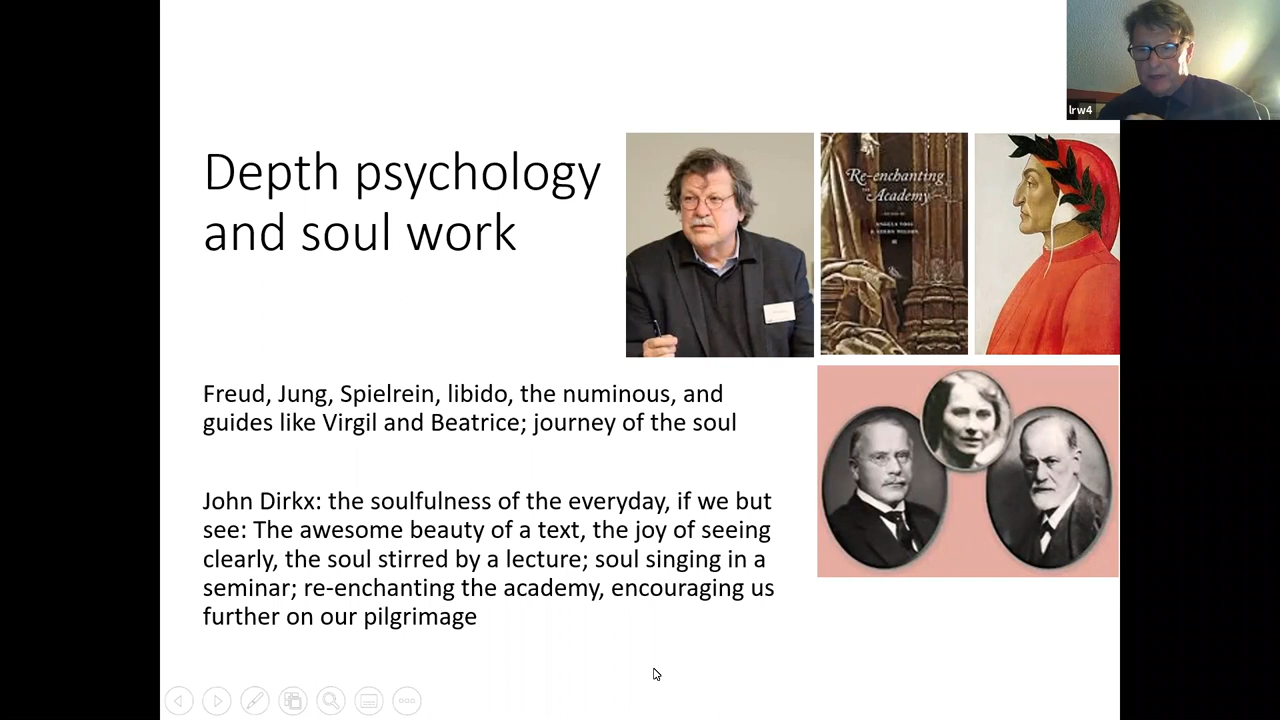 lrw4
Depth psychology
and soul work
Re-enchanting
Academy
Freud, Jung, Spielrein, libido, the numinous, and
guides like Virgil and Beatrice; journey of the soul
John Dirkx: the soulfulness of the everyday, if we but
see: The awesome beauty of a text, the joy of seeing
clearly, the soul stirred by a lecture; soul singing in a
seminar; re-enchanting the academy, encouraging us
further on our pilgrimage